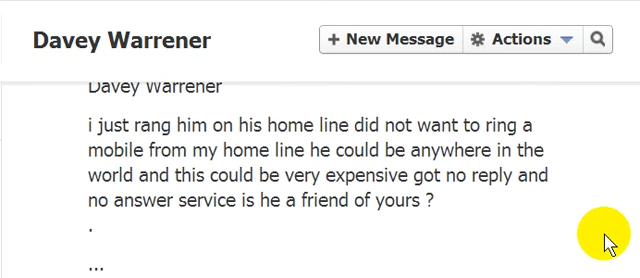 Davey Warrener
+ New Message
Actions
Davey Warrener
i just rang him on his home line did not want to ring a
mobile from my home line he could be anywhere in the
world and this could be very expensive got no reply and
no answer service is he a friend of yours ?
.
...